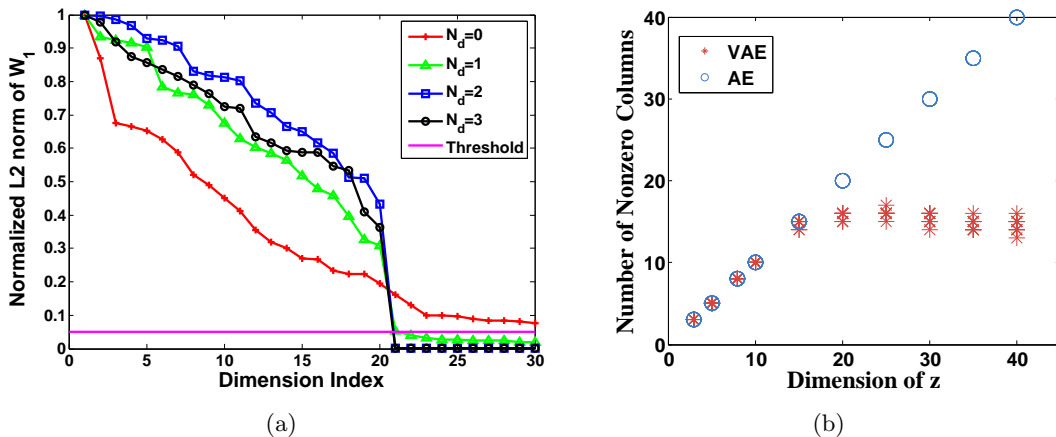 Normalized L2 norm of W_1
1
0.9
0.8
0.7
0.6
0.5
0.4
0.3
0.2
0.1
0
0 5 10 15 20 25 30
Dimension Index
N_d=0
N_d=1
N_d=2
N_d=3
Threshold
(a)
Number of Nonzero Columns
40
30
20
10
0
0 10 20 30 40
Dimension of z
VAE
AE
(b)